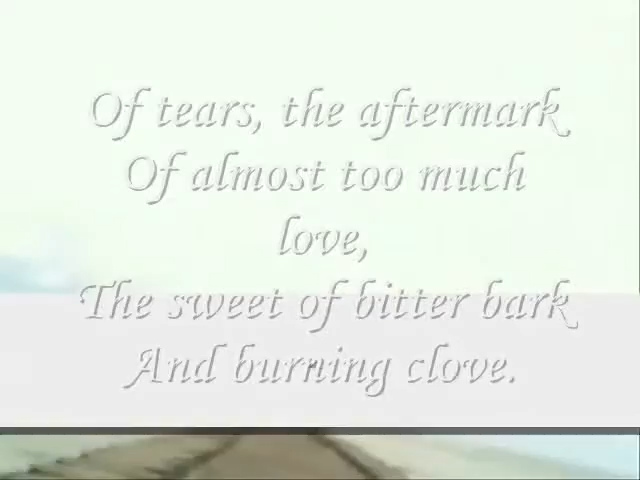 Of tears, the aftermark
Of almost too much
love,
The sweet of bitter bark
And burning clove.